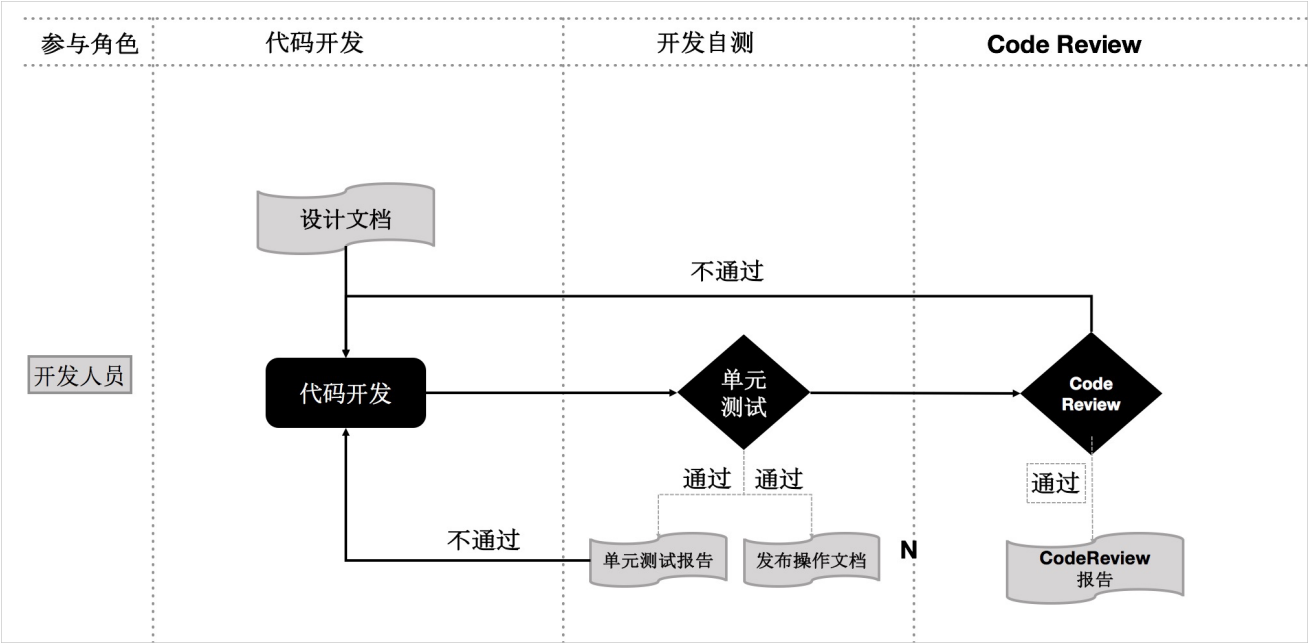 参与角色
代码开发
开发自测
Code Review
设计文档
不通过
开发人员
代码开发
单元
测试
Code
Review
通过
通过
通过
不通过
单元测试报告
发布操作文档
N
CodeReview
报告